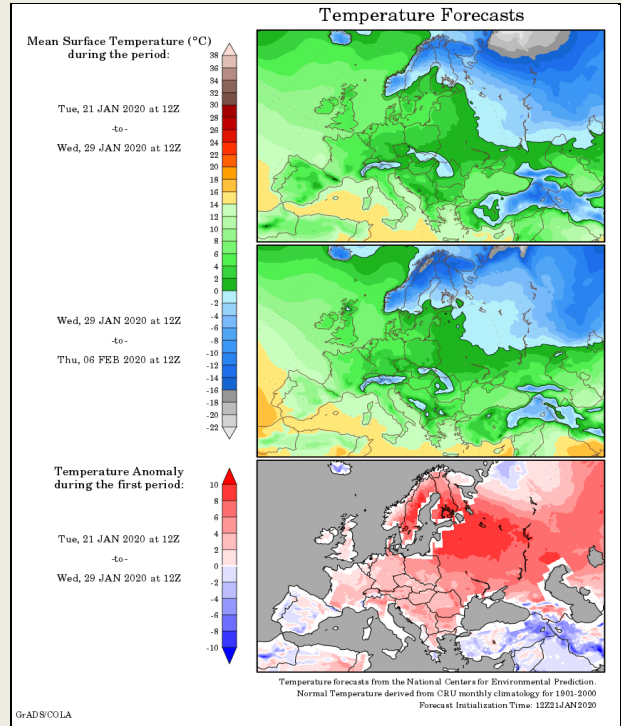 Temperature Forecasts
Mean Surface Temperature (°C)
during the period:
Tue, 21 JAN 2020 at 12Z
-to-
Wed, 29 JAN 2020 at 12Z
38
36
34
32
30
28
26
24
22
20
18
16
14
12
10
8
6
4
2
0
-2
-4
-6
-8
-10
-12
-14
-16
-18
-20
-22
Wed, 29 JAN 2020 at 12Z
-to-
Thu, 06 FEB 2020 at 12Z
Temperature Anomaly
during the first period:
Tue, 21 JAN 2020 at 12Z
-to-
Wed, 29 JAN 2020 at 12Z
10
8
6
4
2
0
-2
-4
-6
-8
-10
Temperature forecasts from the National Centers for Environmental Prediction.
Normal Temperature derived from CRU monthly climatology for 1901-2000
Forecast Initialization Time: 12Z21JAN2020
GrADS/COLA